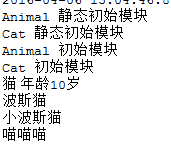 Animal 静态初始模块
Cat 静态初始模块
Animal 初始模块
Cat 初始模块
猫 年龄10岁
波斯猫
小波斯猫
喵喵喵